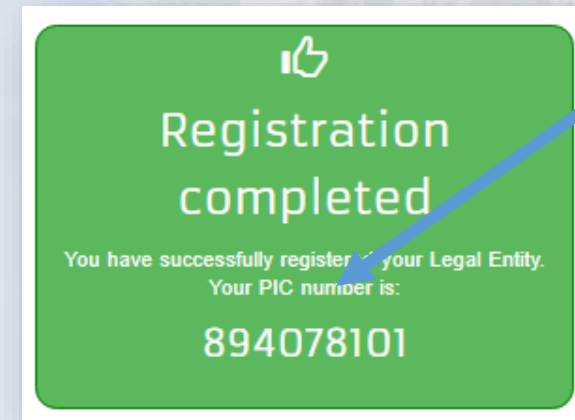 Registration
completed
You have successfully registered your Legal Entity.
Your PIC number is:
894078101